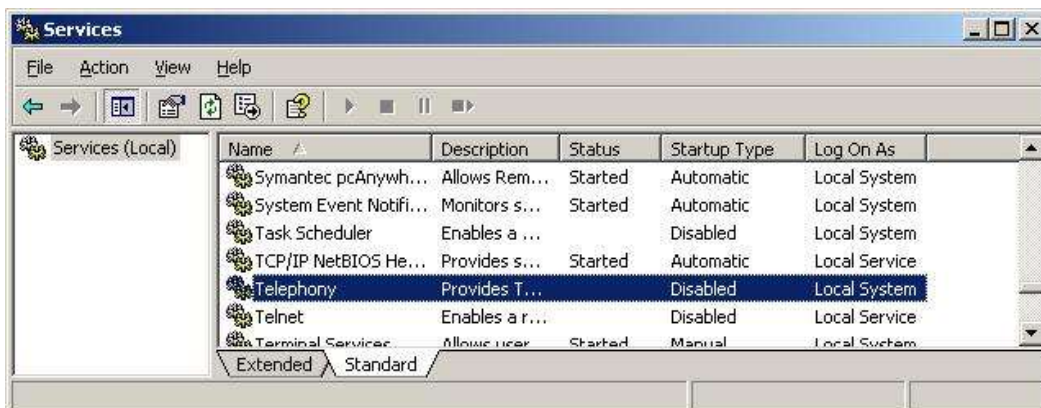 Services
File Action View Help
Services (Local)
Name Description Status Startup Type Log On As
Symantec pcAnywh... Allows Rem... Started Automatic Local System
System Event Notifi... Monitors s... Started Automatic Local System
Task Scheduler Enables a ... Disabled Local System
TCP/IP NetBIOS He... Provides s... Started Automatic Local Service
Telephony Provides T... Disabled Local System
Telnet Enables a r... Disabled Local Service
Terminal Services Allows user... Started Manual Local System
Extended Standard